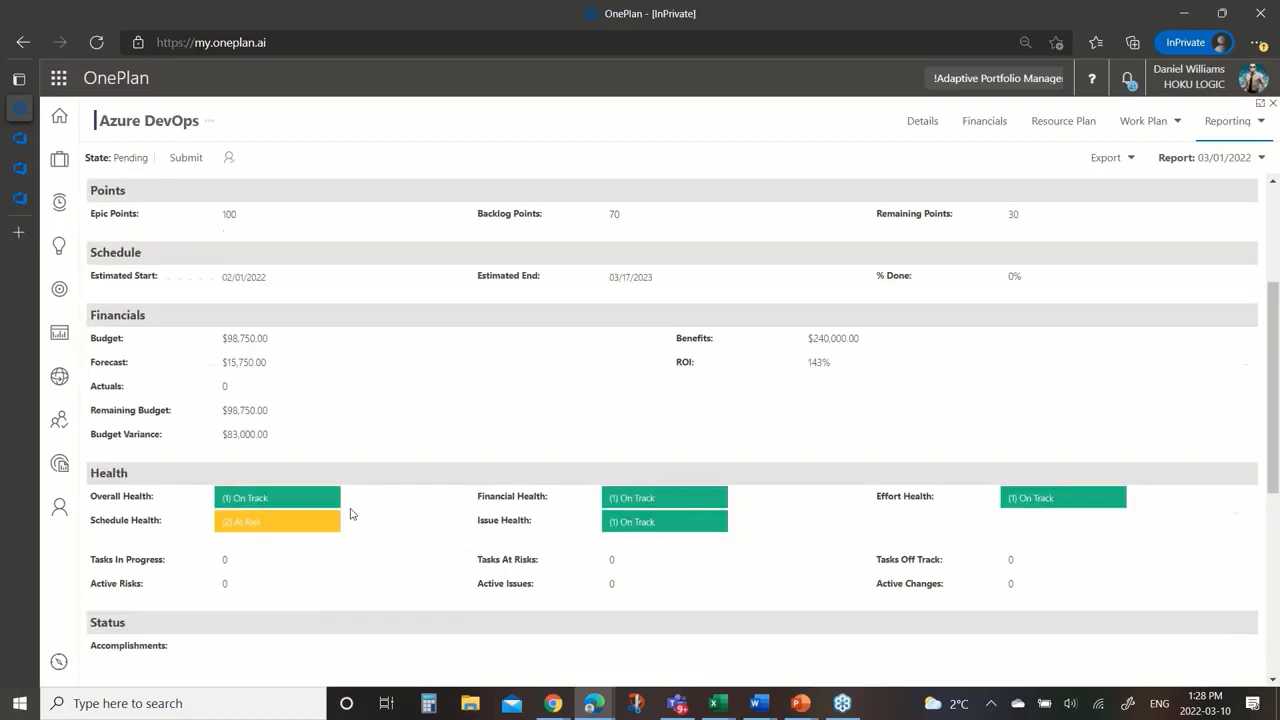 OnePlan - [InPrivate]
https://my.oneplan.ai
InPrivate
OnePlan
!Adaptive Portfolio Manager
?
Daniel Williams
HOKU LOGIC
Azure DevOps
Details
Financials
Resource Plan
Work Plan
Reporting
State: Pending
Submit
Export
Report: 03/01/2022
Points
Epic Points: 100
Backlog Points: 70
Remaining Points: 30
Schedule
Estimated Start: 02/01/2022
Estimated End: 03/17/2023
% Done: 0%
Financials
Budget: $98,750.00
Benefits: $240,000.00
Forecast: $15,750.00
ROI: 143%
Actuals: 0
Remaining Budget: $98,750.00
Budget Variance: $83,000.00
Health
Overall Health: (1) On Track
Financial Health: (1) On Track
Effort Health: (1) On Track
Schedule Health: (2) At Risk
Issue Health: (1) On Track
Tasks In Progress: 0
Tasks At Risks: 0
Tasks Off Track: 0
Active Risks: 0
Active Issues: 0
Active Changes: 0
Status
Accomplishments:
Type here to search
2°C
ENG
1:28 PM
2022-03-10